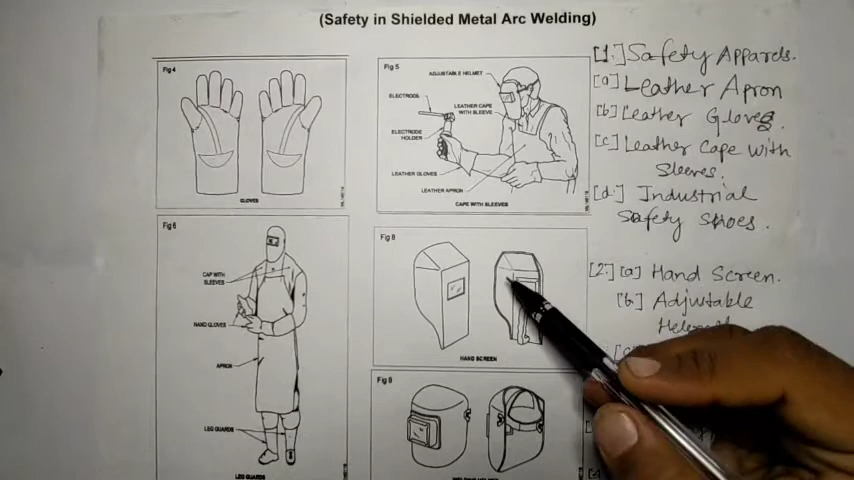 (Safety in Shielded Metal Arc Welding)
Fig 4
GLOVES
Fig 5
ADJUSTABLE HELMET
ELECTRODE
LEATHER CAPE
WITH SLEEVE
ELECTRODE
HOLDER
LEATHER GLOVES
LEATHER APRON
CAPE WITH SLEEVES
Fig 6
CAP WITH
SLEEVES
HAND GLOVES
APRON
LEG GUARDS
LEG GUARDS
Fig 8
HAND SCREEN
Fig 9
[1.] Safety Apparels.
[a] Leather Apron
[b] Leather Gloves.
[c] Leather Cape with
Sleeves.
[d.] Industrial
Safety Shoes.
[2.] [a] Hand Screen.
[b] Adjustable